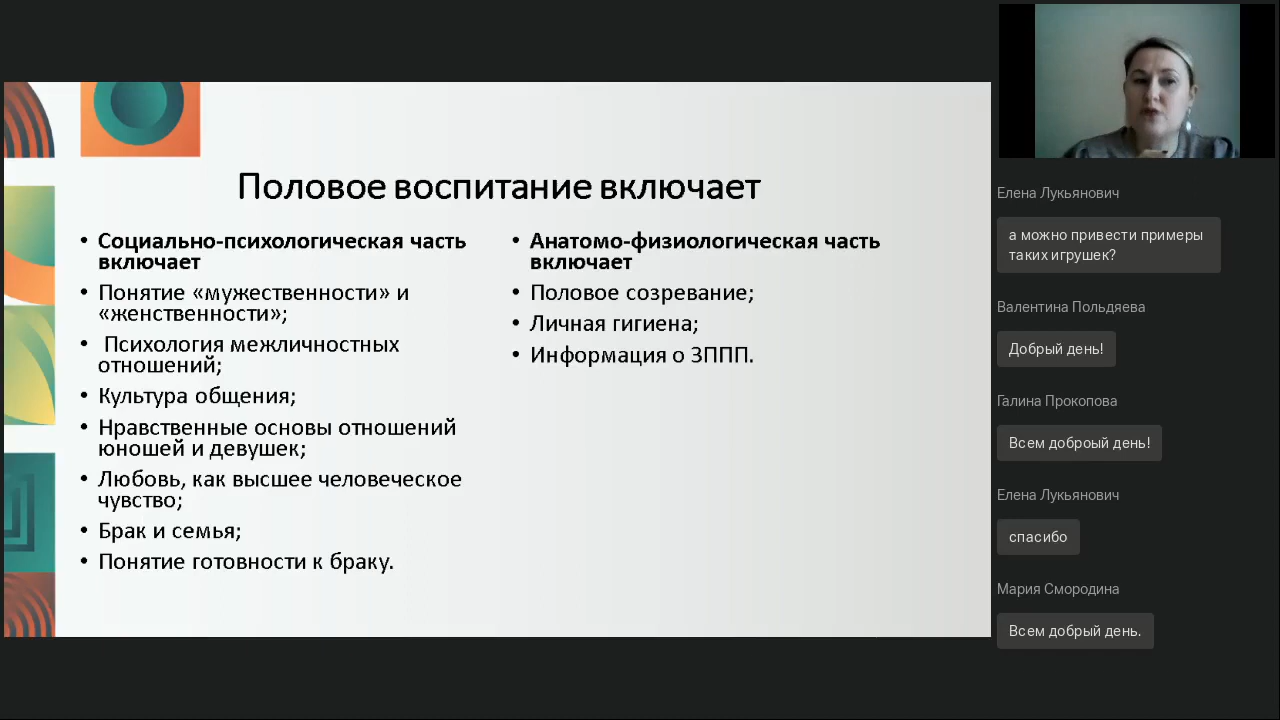 Половое воспитание включает
• Социально-психологическая часть
включает
• Понятие «мужественности» и
«женственности»;
• Психология межличностных
отношений;
• Культура общения;
• Нравственные основы отношений
юношей и девушек;
• Любовь, как высшее человеческое
чувство;
• Брак и семья;
• Понятие готовности к браку.
• Анатомо-физиологическая часть
включает
• Половое созревание;
• Личная гигиена;
• Информация о ЗППП.
Елена Лукьянович
а можно привести примеры
таких игрушек?
Валентина Польдяева
Добрый день!
Галина Прокопова
Всем доброый день!
Елена Лукьянович
спасибо
Мария Смородина
Всем добрый день.